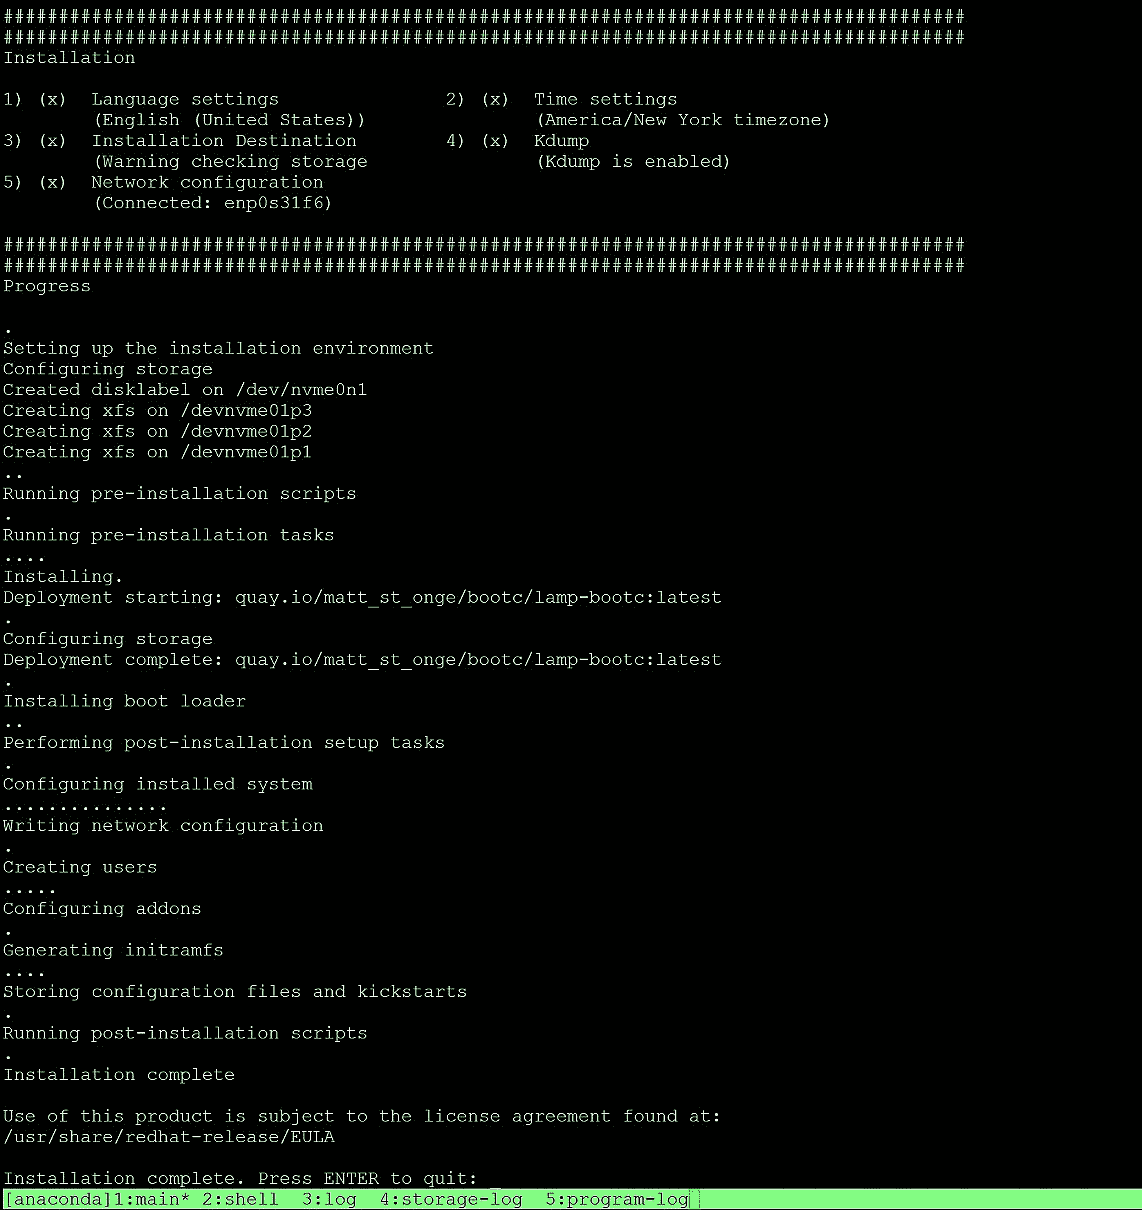 #######################################################################################
#######################################################################################
Installation
1) (x) Language settings 2) (x) Time settings
(English (United States)) (America/New York timezone)
3) (x) Installation Destination 4) (x) Kdump
(Warning checking storage (Kdump is enabled)
5) (x) Network configuration
(Connected: enp0s31f6)
#######################################################################################
#######################################################################################
Progress
.
Setting up the installation environment
Configuring storage
Created disklabel on /dev/nvme0n1
Creating xfs on /devnvme01p3
Creating xfs on /devnvme01p2
Creating xfs on /devnvme01p1
..
Running pre-installation scripts
.
Running pre-installation tasks
....
Installing.
Deployment starting: quay.io/matt_st_onge/bootc/lamp-bootc:latest
.
Configuring storage
Deployment complete: quay.io/matt_st_onge/bootc/lamp-bootc:latest
.
Installing boot loader
..
Performing post-installation setup tasks
.
Configuring installed system
...............
Writing network configuration
.
Creating users
.....
Configuring addons
.
Generating initramfs
....
Storing configuration files and kickstarts
.
Running post-installation scripts
.
Installation complete
Use of this product is subject to the license agreement found at:
/usr/share/redhat-release/EULA
Installation complete. Press ENTER to quit:
[anaconda]1:main* 2:shell 3:log 4:storage-log 5:program-log